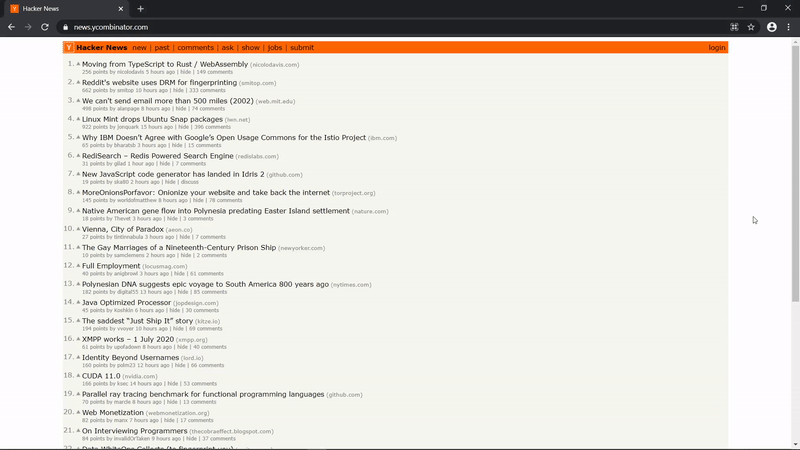 Hacker News
news.ycombinator.com
Y Hacker News new | past | comments | ask | show | jobs | submit login
1. Moving from TypeScript to Rust / WebAssembly (nicolodavis.com)
256 points by nicolodavis 5 hours ago | hide | 149 comments
2. Reddit's website uses DRM for fingerprinting (smitop.com)
662 points by smitop 10 hours ago | hide | 333 comments
3. We can't send email more than 500 miles (2002) (web.mit.edu)
498 points by alanpage 8 hours ago | hide | 74 comments
4. Linux Mint drops Ubuntu Snap packages (lwn.net)
922 points by jonquark 15 hours ago | hide | 396 comments
5. Why IBM Doesn't Agree with Google's Open Usage Commons for the Istio Project (ibm.com)
65 points by bharatsb 3 hours ago | hide | 15 comments
6. RediSearch – Redis Powered Search Engine (redislabs.com)
31 points by gilad 1 hour ago | hide | 7 comments
7. New JavaScript code generator has landed in Idris 2 (github.com)
19 points by ska80 2 hours ago | hide | discuss
8. MoreOnionsPorfavor: Onionize your website and take back the internet (torproject.org)
145 points by worldofmatthew 8 hours ago | hide | 78 comments
9. Native American gene flow into Polynesia predating Easter Island settlement (nature.com)
18 points by Thevet 3 hours ago | hide | 3 comments
10. Vienna, City of Paradox (aeon.co)
27 points by tintinnabula 3 hours ago | hide | 7 comments
11. The Gay Marriages of a Nineteenth-Century Prison Ship (newyorker.com)
10 points by samclemens 2 hours ago | hide | 2 comments
12. Full Employment (locusmag.com)
40 points by anigbrowl 3 hours ago | hide | 61 comments
13. Polynesian DNA suggests epic voyage to South America 800 years ago (nytimes.com)
182 points by digital55 13 hours ago | hide | 85 comments
14. Java Optimized Processor (jopdesign.com)
45 points by Koshkin 6 hours ago | hide | 30 comments
15. The saddest "Just Ship It" story (kitze.io)
194 points by vvoyer 10 hours ago | hide | 69 comments
16. XMPP works – 1 July 2020 (xmpp.org)
61 points by upofadown 8 hours ago | hide | 40 comments
17. Identity Beyond Usernames (lord.io)
160 points by polm23 12 hours ago | hide | 66 comments
18. CUDA 11.0 (nvidia.com)
166 points by ksec 14 hours ago | hide | 53 comments
19. Parallel ray tracing benchmark for functional programming languages (github.com)
70 points by marcle 8 hours ago | hide | 13 comments
20. Web Monetization (webmonetization.org)
82 points by manx 7 hours ago | hide | 17 comments
21. On Interviewing Programmers (thecobraeffect.blogspot.com)
84 points by invalidOrTaken 9 hours ago | hide | 37 comments